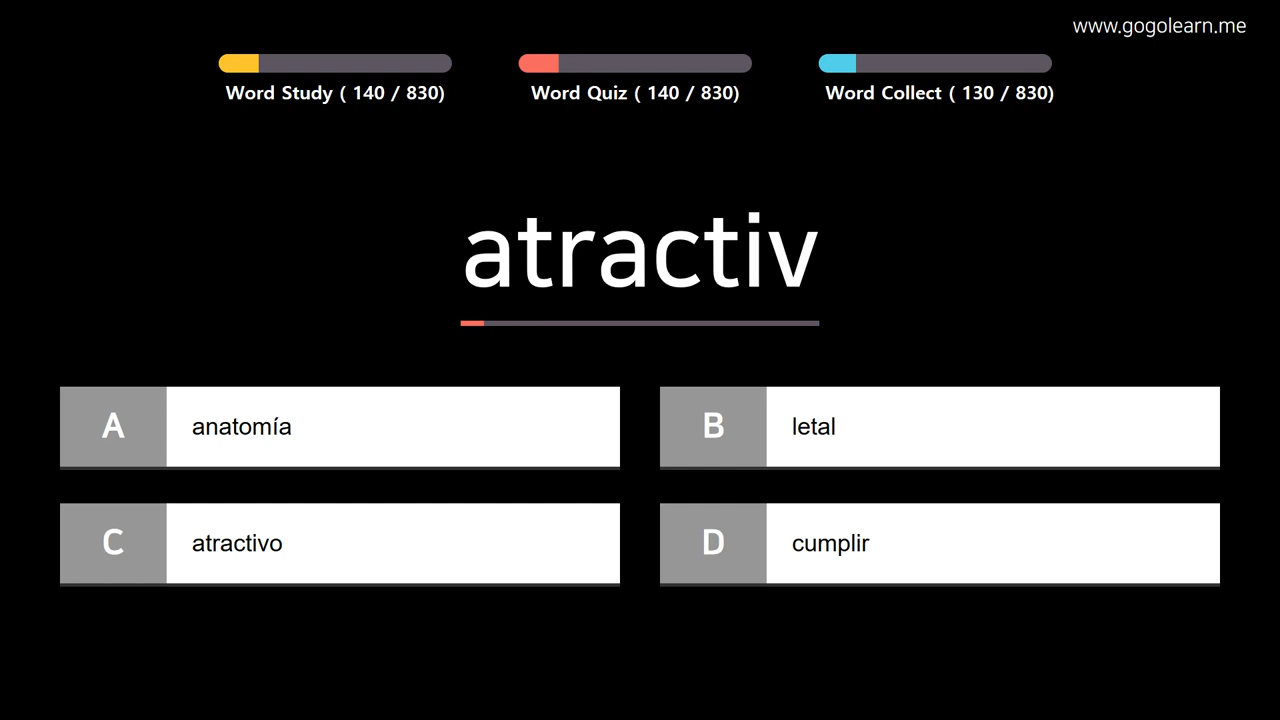 www.gogolearn.me
Word Study ( 140 / 830)
Word Quiz ( 140 / 830)
Word Collect ( 130 / 830)
atractiv
A
anatomía
B
letal
C
atractivo
D
cumplir